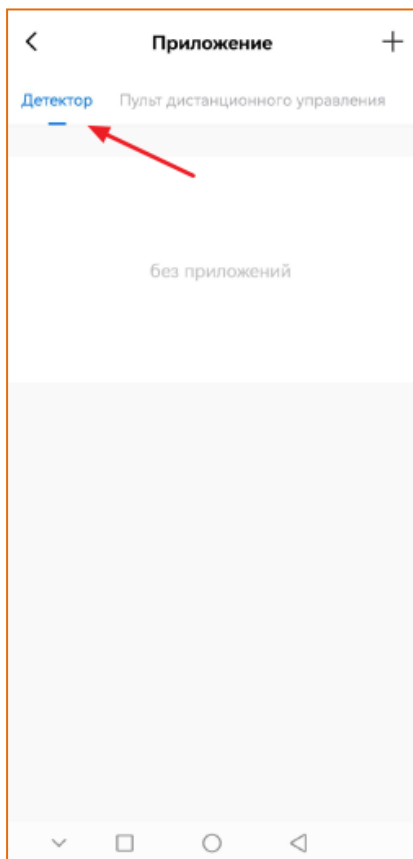 Приложение
Детектор Пульт дистанционного управления
без приложений